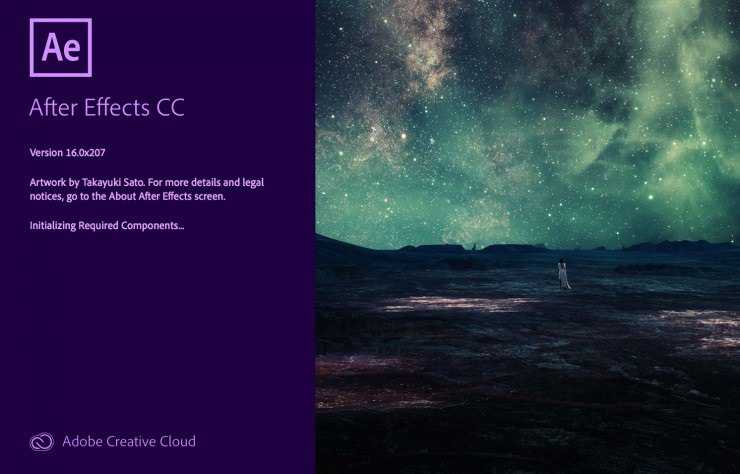 Ae
After Effects CC
Version 16.0x207
Artwork by Takayuki Sato. For more details and legal
notices, go to the About After Effects screen.
Initializing Required Components...
Adobe Creative Cloud